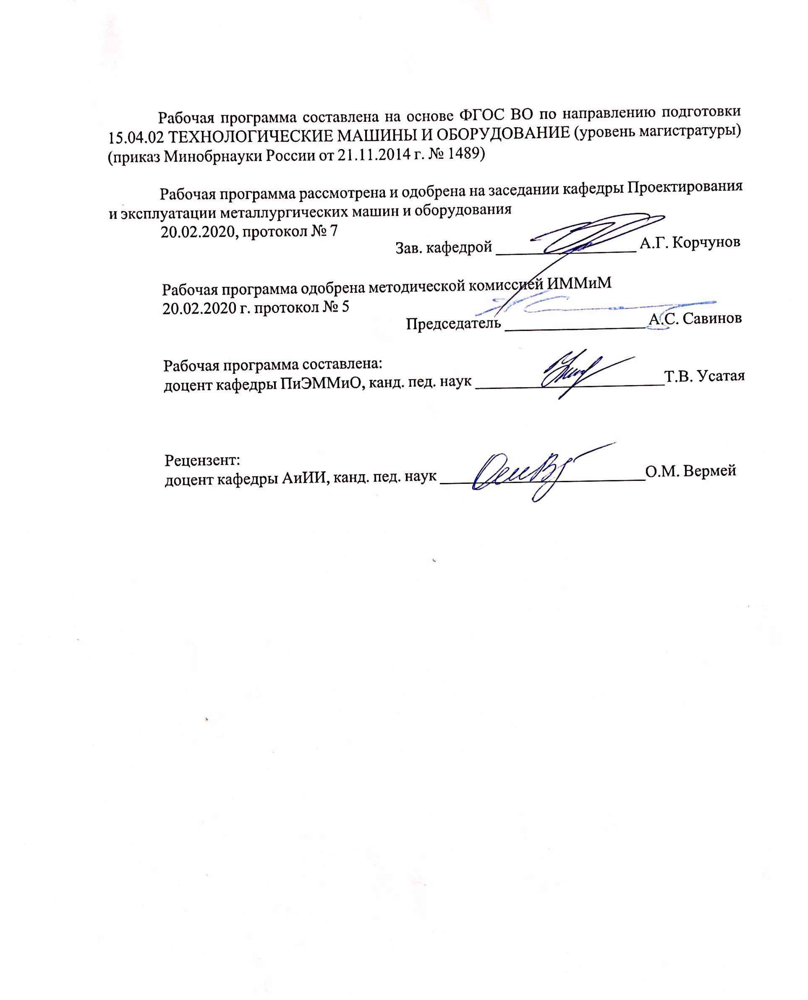 Рабочая программа составлена на основе ФГОС ВО по направлению подготовки
15.04.02 ТЕХНОЛОГИЧЕСКИЕ МАШИНЫ И ОБОРУДОВАНИЕ (уровень магистратуры)
(приказ Минобрнауки России от 21.11.2014 г. № 1489)
Рабочая программа рассмотрена и одобрена на заседании кафедры Проектирования
и эксплуатации металлургических машин и оборудования
20.02.2020, протокол № 7
Зав. кафедрой А.Г. Корчунов
Рабочая программа одобрена методической комиссией ИММиМ
20.02.2020 г. протокол № 5
Председатель А.С. Савинов
Рабочая программа составлена:
доцент кафедры ПиЭММиО, канд. пед. наук Т.В. Усатая
Рецензент:
доцент кафедры АиИИ, канд. пед. наук О.М. Вермей